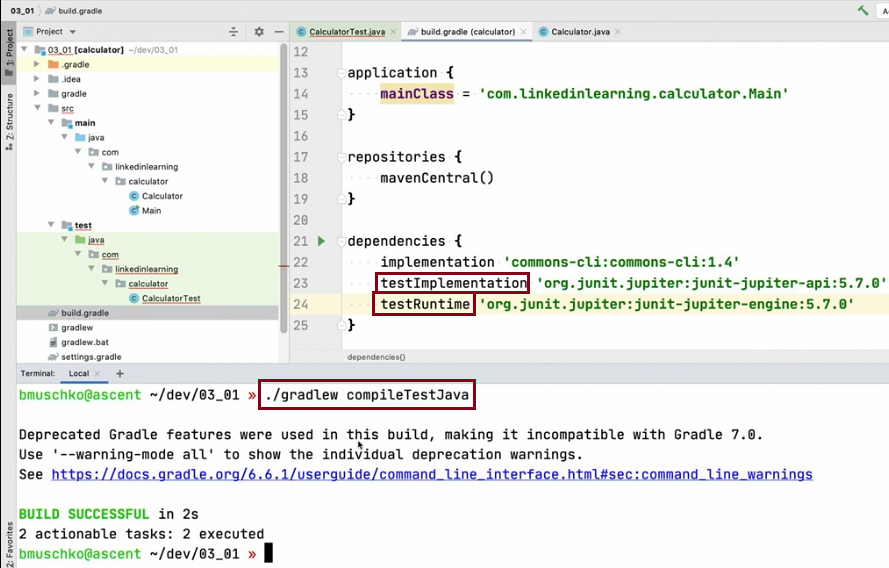 03_01 build.gradle
Project
CalculatorTest.java build.gradle (calculator) Calculator.java
1: Project
Z: Structure
2: Favorites
03_01 [calculator] ~/dev/03_01
.gradle
.idea
gradle
src
main
java
com
linkedinlearning
calculator
Calculator
Main
test
java
com
linkedinlearning
calculator
CalculatorTest
build.gradle
gradlew
gradlew.bat
settings.gradle
12
13 application {
14 mainClass = 'com.linkedinlearning.calculator.Main'
15 }
16
17 repositories {
18 mavenCentral()
19 }
20
21 dependencies {
22 implementation 'commons-cli:commons-cli:1.4'
23 testImplementation 'org.junit.jupiter:junit-jupiter-api:5.7.0'
24 testRuntime 'org.junit.jupiter:junit-jupiter-engine:5.7.0'
25 }
dependencies{}
Terminal: Local +
bmuschko@ascent ~/dev/03_01 » ./gradlew compileTestJava
Deprecated Gradle features were used in this build, making it incompatible with Gradle 7.0.
Use '--warning-mode all' to show the individual deprecation warnings.
See https://docs.gradle.org/6.6.1/userguide/command_line_interface.html#sec:command_line_warnings
BUILD SUCCESSFUL in 2s
2 actionable tasks: 2 executed
bmuschko@ascent ~/dev/03_01 »